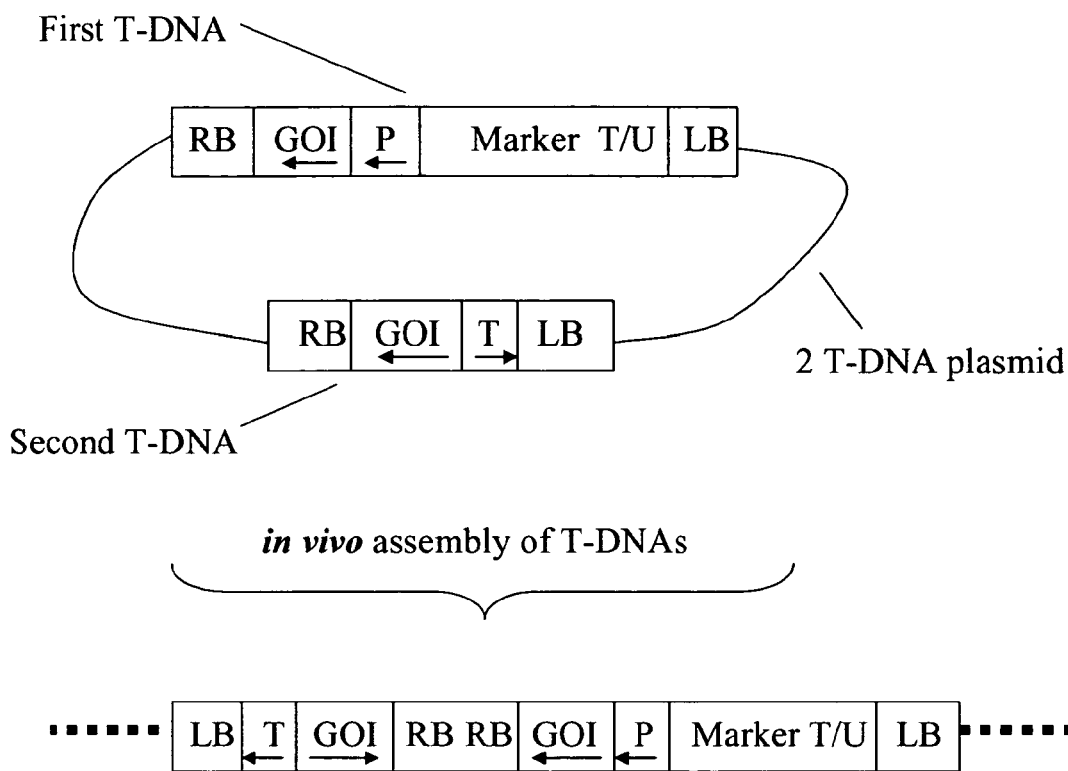 First T-DNA
RB GOI P Marker T/U LB
RB GOI T LB
2 T-DNA plasmid
Second T-DNA
in vivo assembly of T-DNAs
LB T GOI RB RB GOI P Marker T/U LB